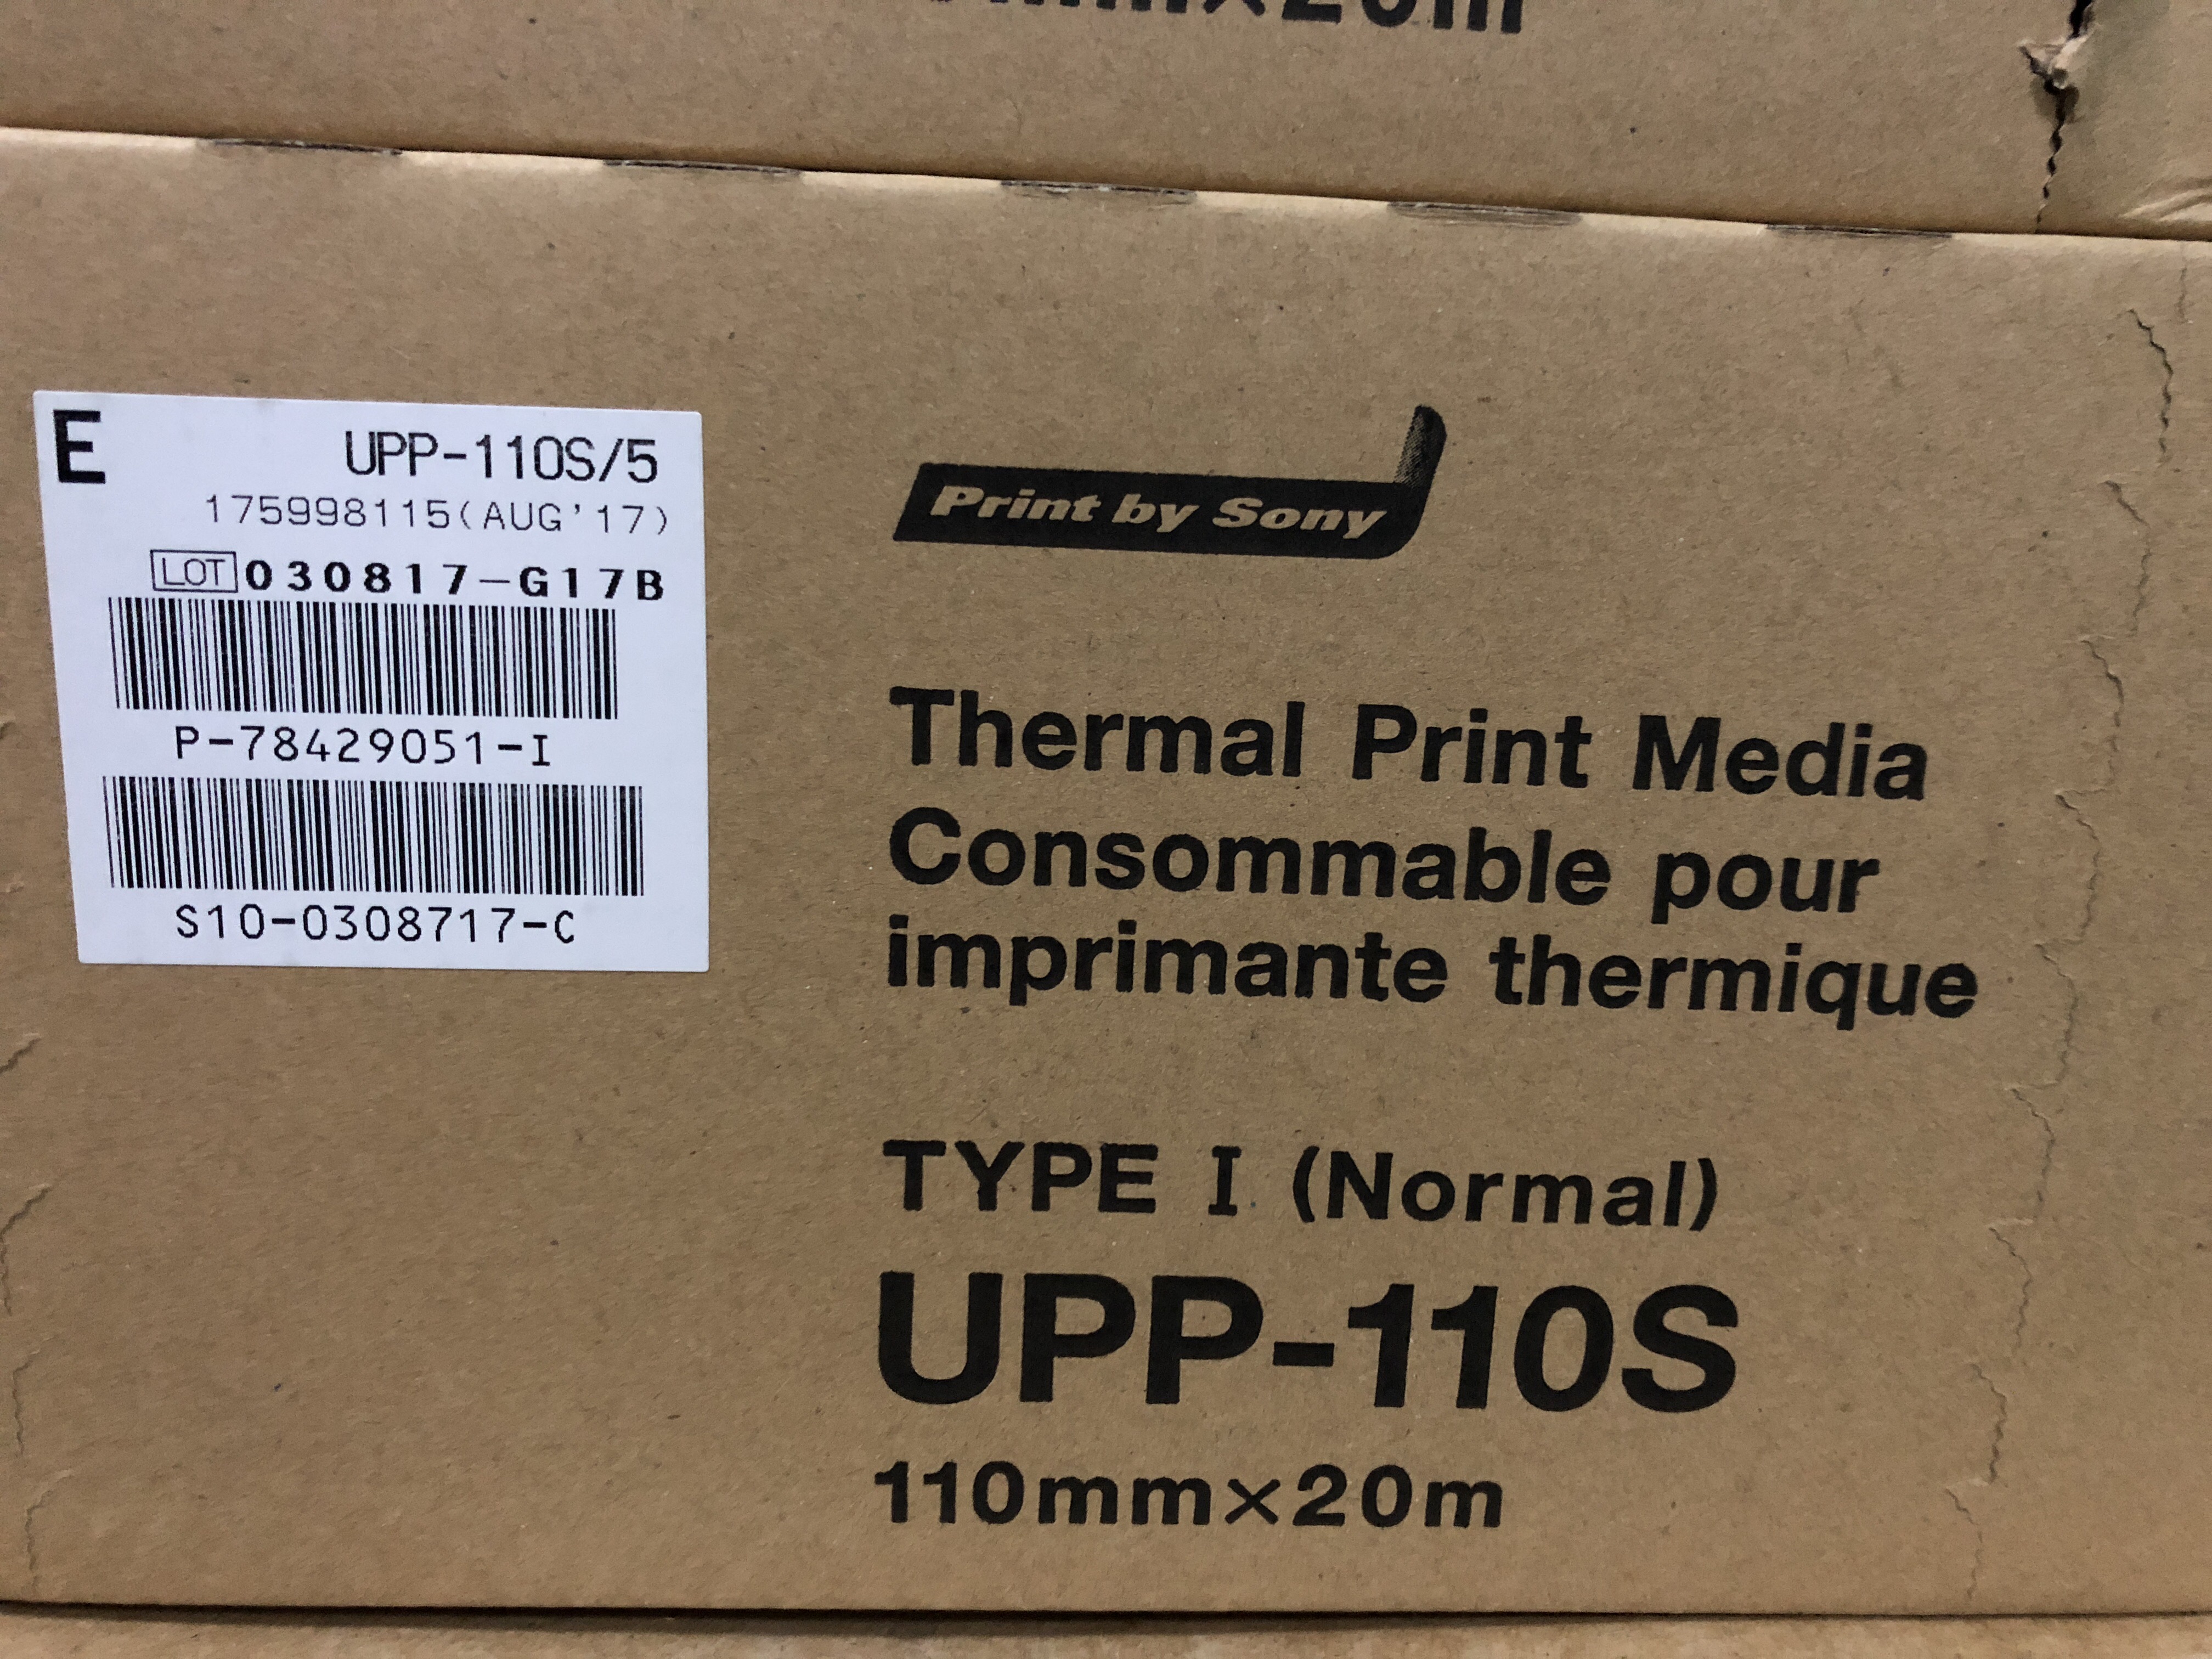 E
UPP-110S/5
175998115(AUG'17)
LOT 030817-G17B
P-78429051-I
S10-0308717-C
Print by Sony
Thermal Print Media
Consommable pour
imprimante thermique
TYPE I (Normal)
UPP-110S
110mm×20m